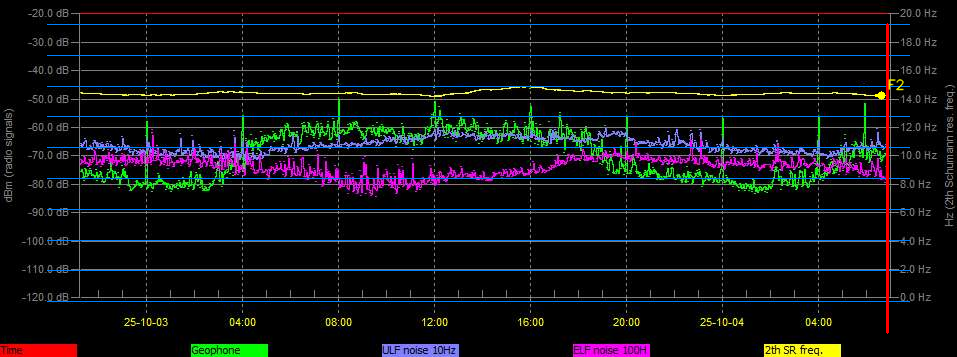 -20.0 dB
20.0 Hz
-30.0 dB
18.0 Hz
-40.0 dB
16.0 Hz
F2
-50.0 dB
14.0 Hz
-60.0 dB
12.0 Hz
-70.0 dB
10.0 Hz
-80.0 dB
8.0 Hz
-90.0 dB
6.0 Hz
-100.0 dB
4.0 Hz
-110.0 dB
2.0 Hz
-120.0 dB
0.0 Hz
dBm (radio signals)
Hz (2th Schumann res. freq.)
25-10-03 04:00 08:00 12:00 16:00 20:00 25-10-04 04:00
Time Geophone ULF noise 10Hz ELF noise 100H 2th SR freq.